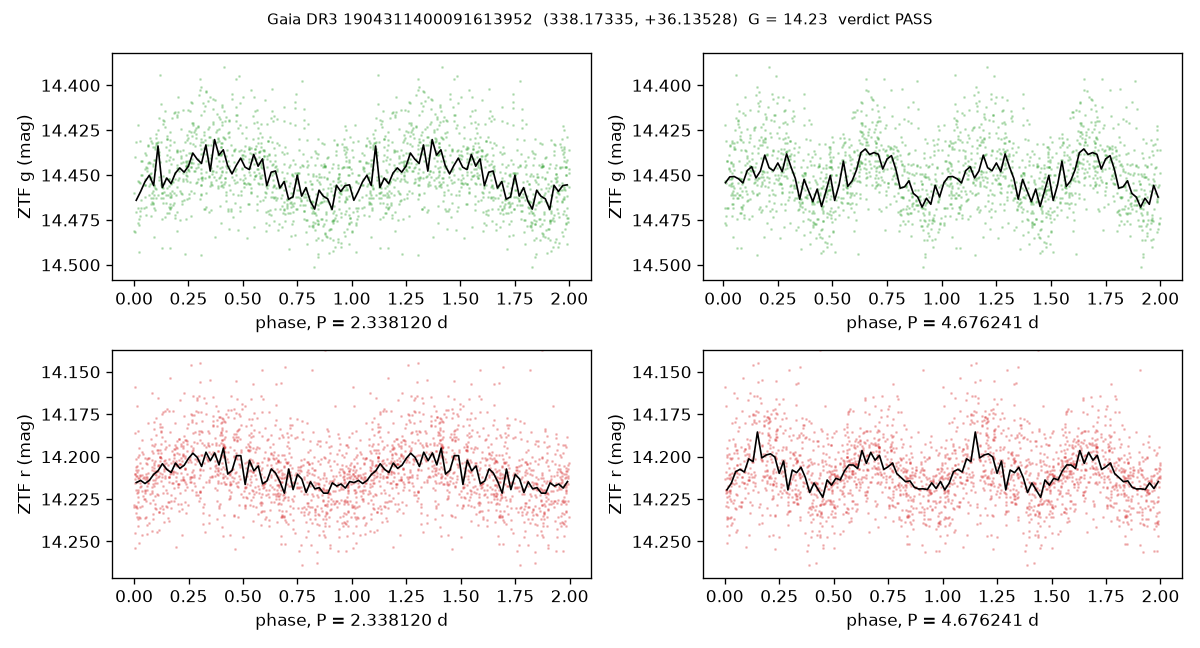 Gaia DR3 1904311400091613952 (338.17335, +36.13528) G = 14.23 verdict PASS
ZTF g (mag)
14.400
14.425
14.450
14.475
14.500
0.00 0.25 0.50 0.75 1.00 1.25 1.50 1.75 2.00
phase, P = 2.338120 d
ZTF g (mag)
14.400
14.425
14.450
14.475
14.500
0.00 0.25 0.50 0.75 1.00 1.25 1.50 1.75 2.00
phase, P = 4.676241 d
ZTF r (mag)
14.150
14.175
14.200
14.225
14.250
0.00 0.25 0.50 0.75 1.00 1.25 1.50 1.75 2.00
phase, P = 2.338120 d
ZTF r (mag)
14.150
14.175
14.200
14.225
14.250
0.00 0.25 0.50 0.75 1.00 1.25 1.50 1.75 2.00
phase, P = 4.676241 d